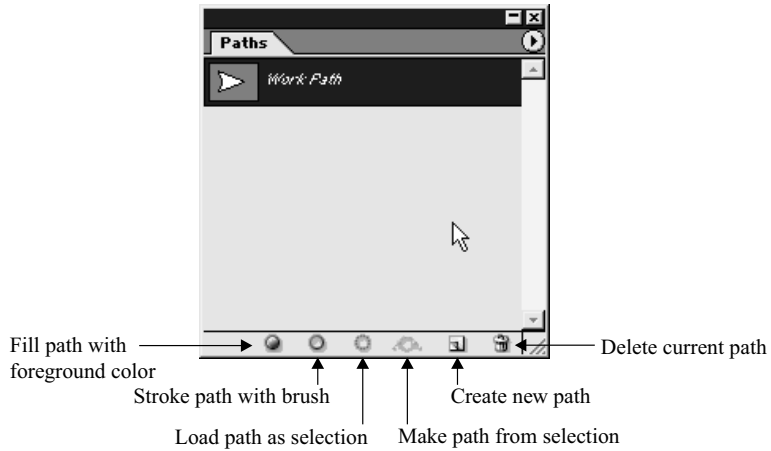 Paths
Work Path
Fill path with
foreground color
Delete current path
Stroke path with brush
Create new path
Load path as selection
Make path from selection